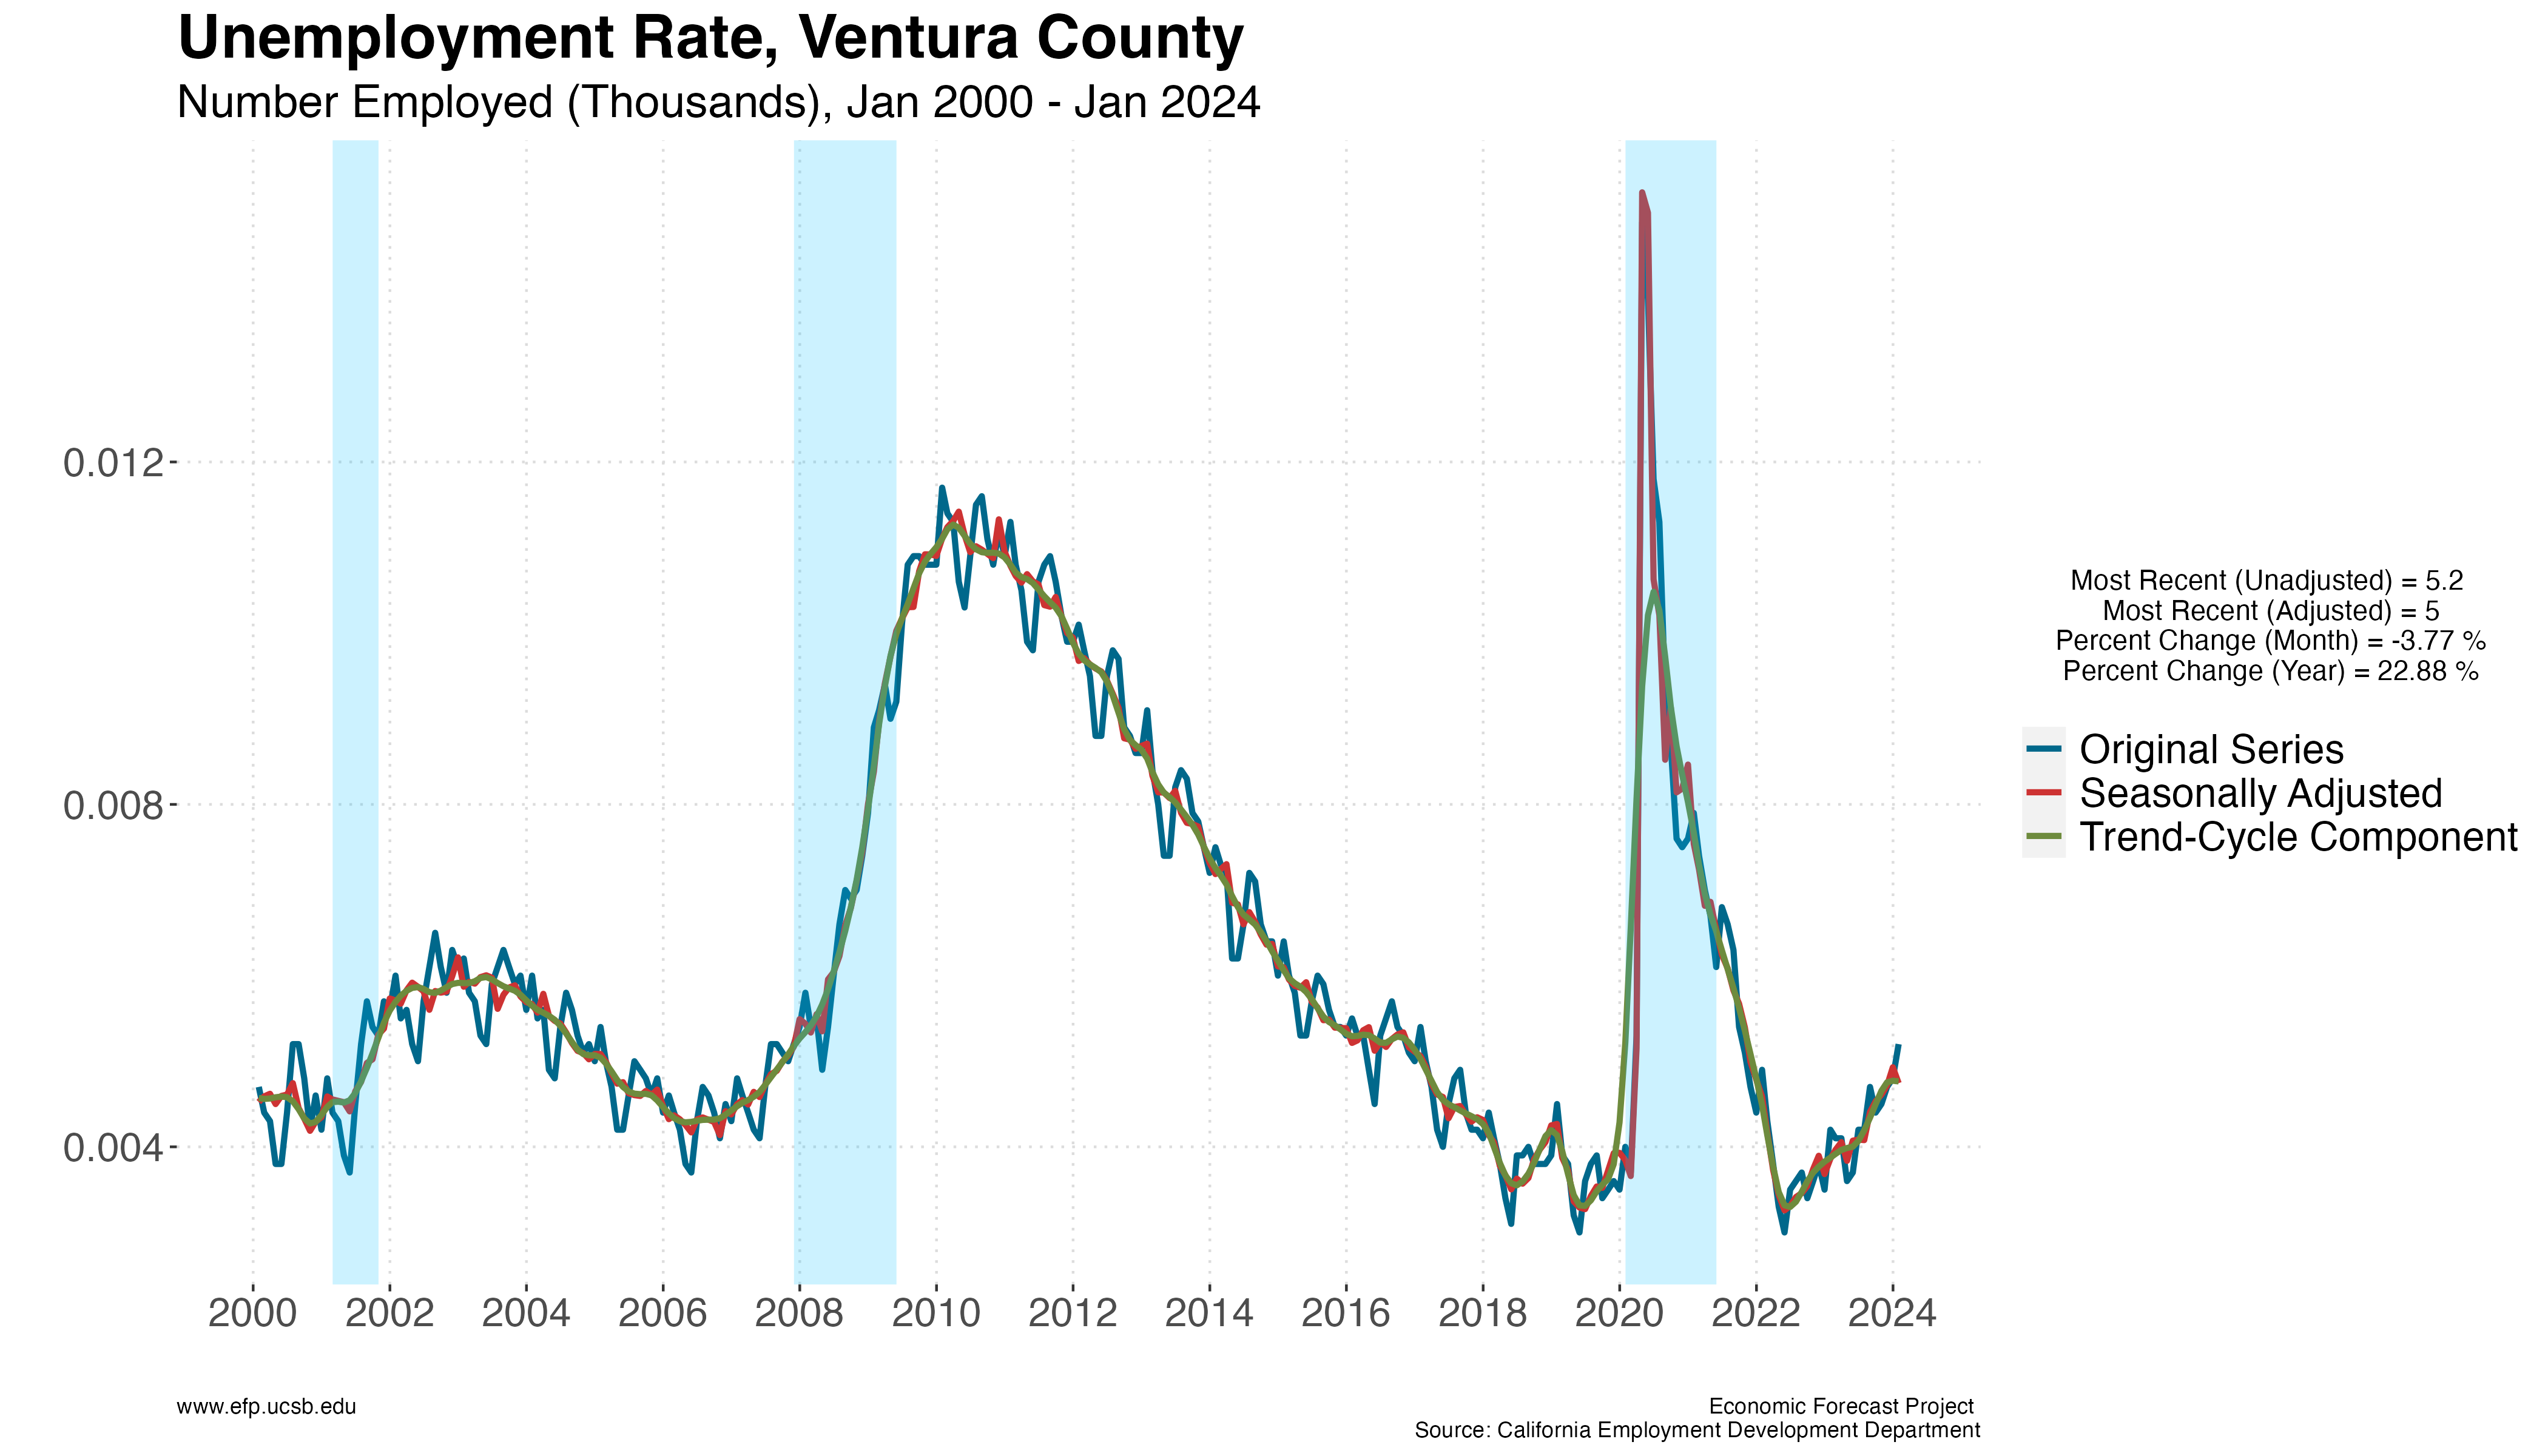 Unemployment Rate, Ventura County
Number Employed (Thousands), Jan 2000 - Jan 2024
0.012
0.008
0.004
2000 2002 2004 2006 2008 2010 2012 2014 2016 2018 2020 2022 2024
Most Recent (Unadjusted) = 5.2
Most Recent (Adjusted) = 5
Percent Change (Month) = -3.77 %
Percent Change (Year) = 22.88 %
Original Series
Seasonally Adjusted
Trend-Cycle Component
www.efp.ucsb.edu
Economic Forecast Project
Source: California Employment Development Department